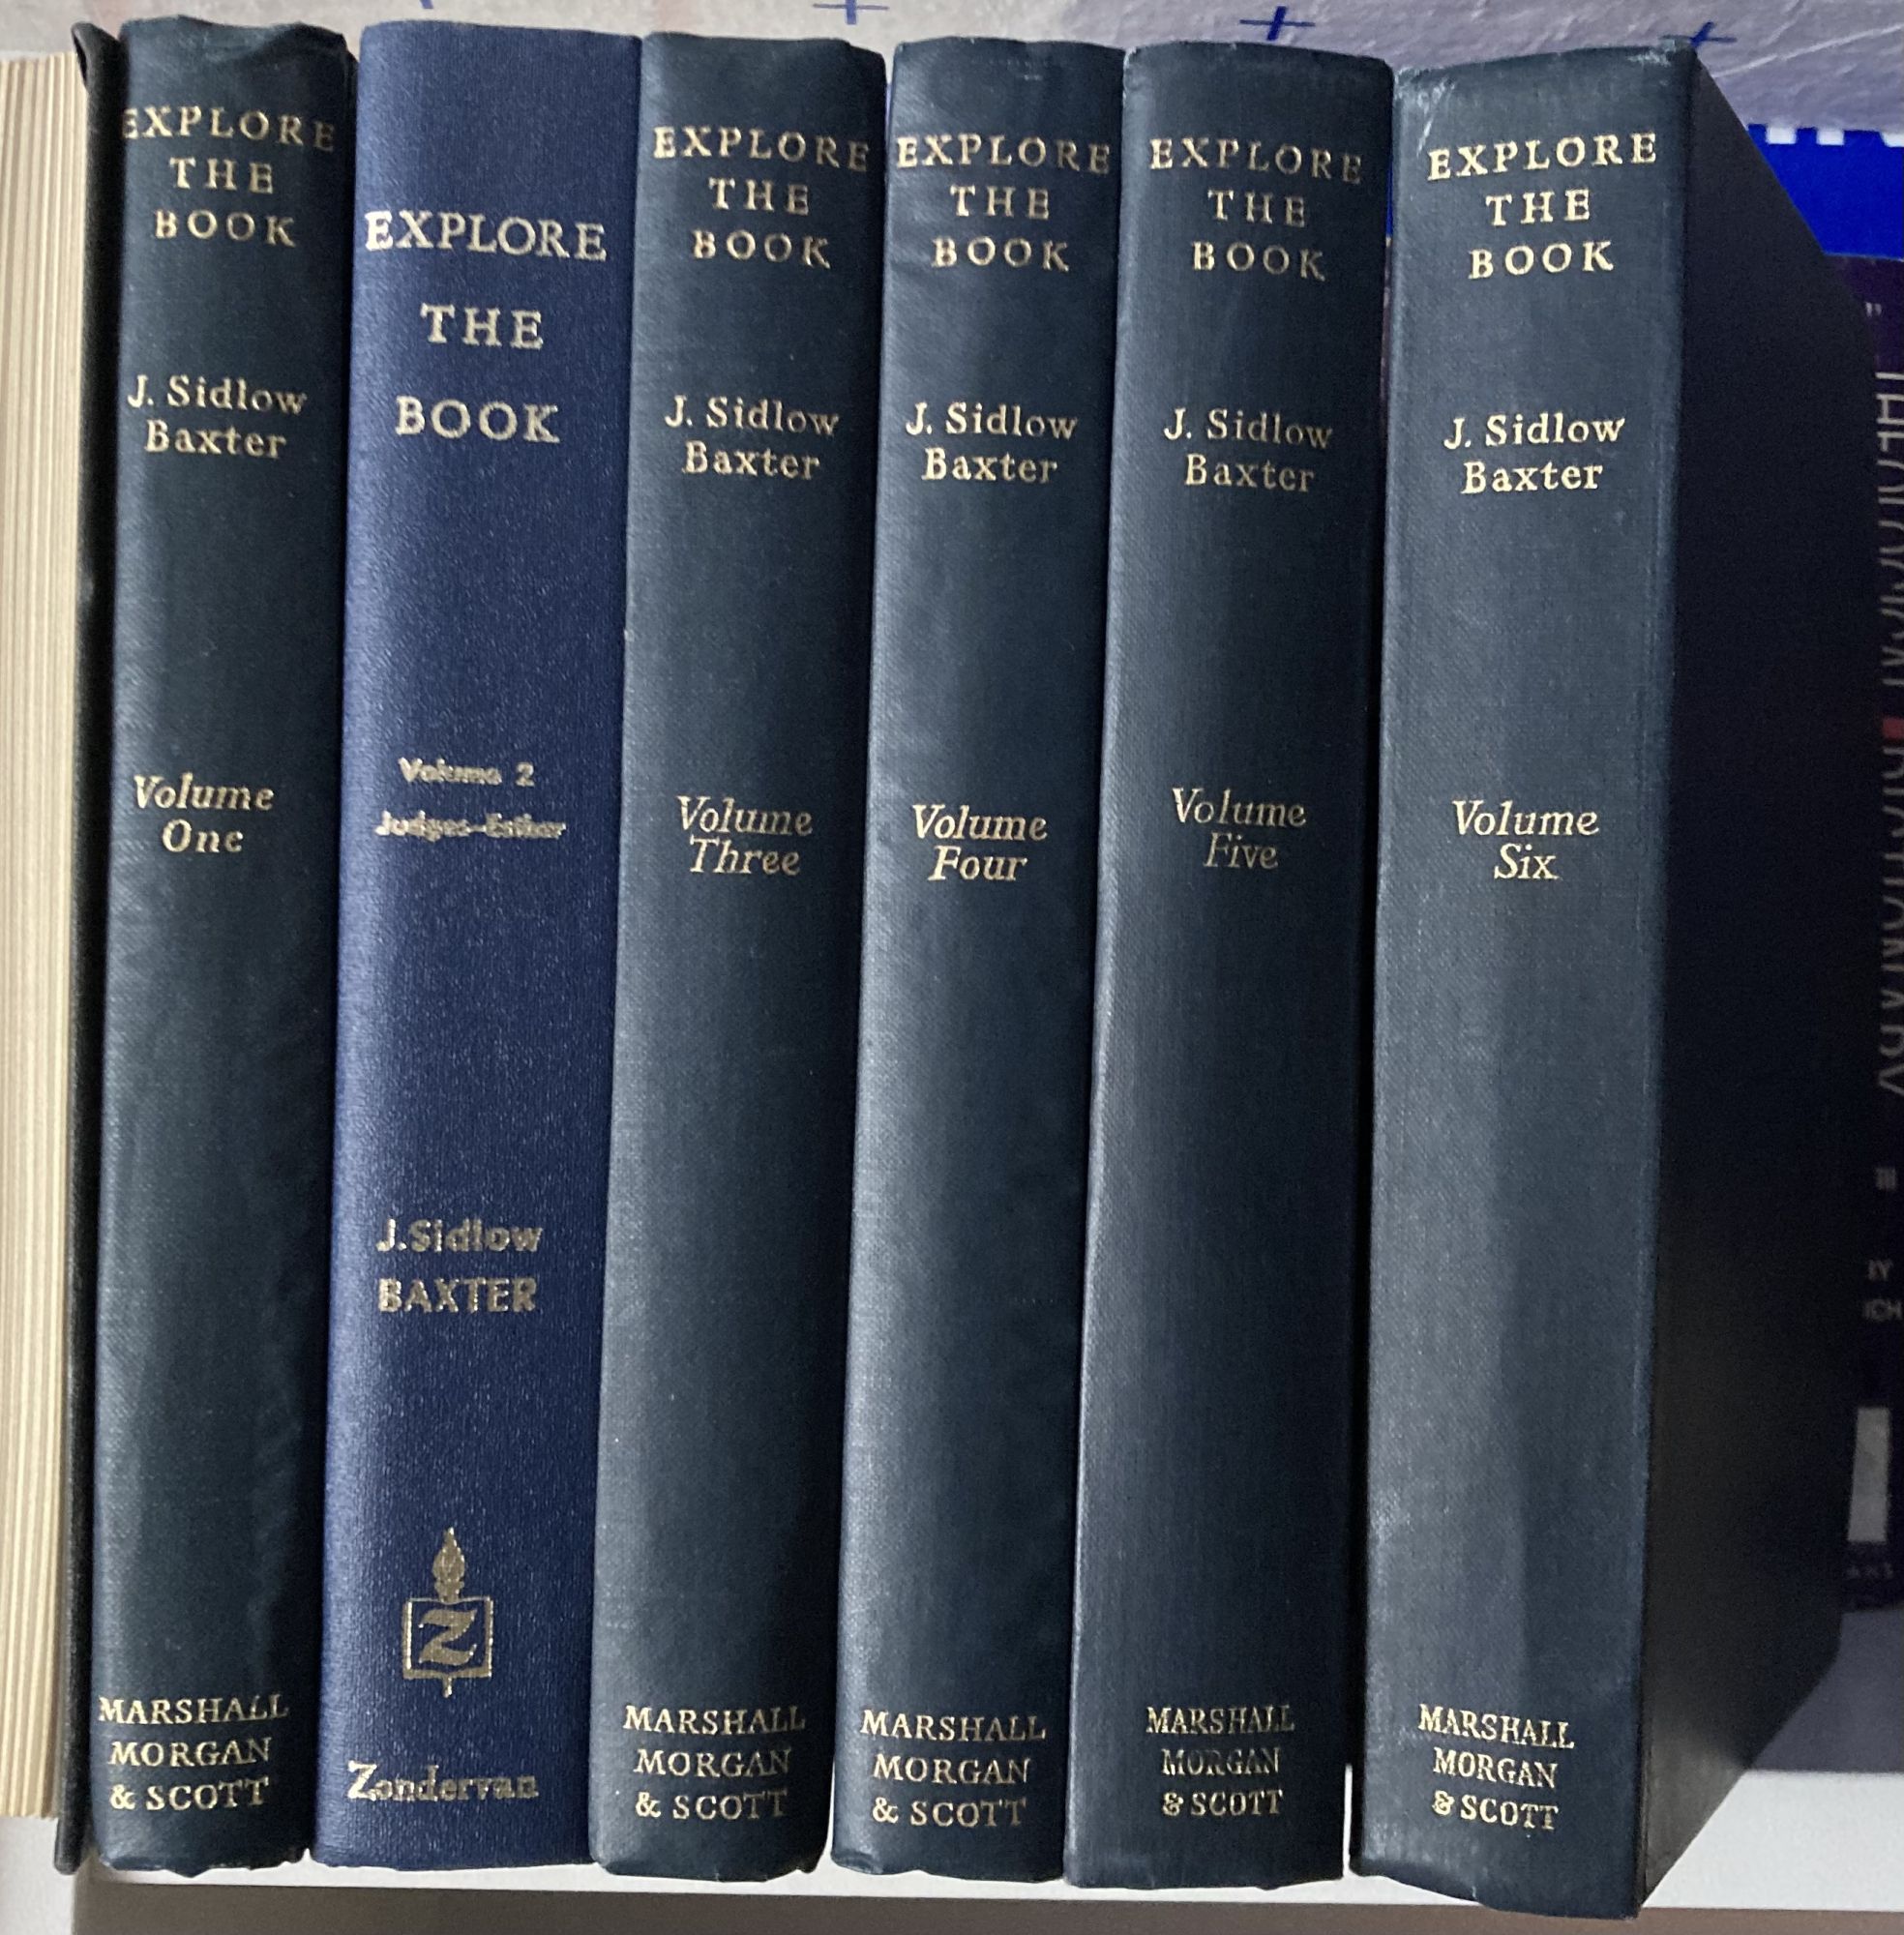 EXPLORE
THE
BOOK
J. Sidlow
Baxter
Volume
One
MARSHALL
MORGAN
& SCOTT
EXPLORE
THE
BOOK
Volume 2
Judges-Esther
J.Sidlow
BAXTER
Z
Zondervan
EXPLORE
THE
BOOK
J. Sidlow
Baxter
Volume
Three
MARSHALL
MORGAN
& SCOTT
EXPLORE
THE
BOOK
J. Sidlow
Baxter
Volume
Four
MARSHALL
MORGAN
& SCOTT
EXPLORE
THE
BOOK
J. Sidlow
Baxter
Volume
Five
MARSHALL
MORGAN
& SCOTT
EXPLORE
THE
BOOK
J. Sidlow
Baxter
Volume
Six
MARSHALL
MORGAN
& SCOTT